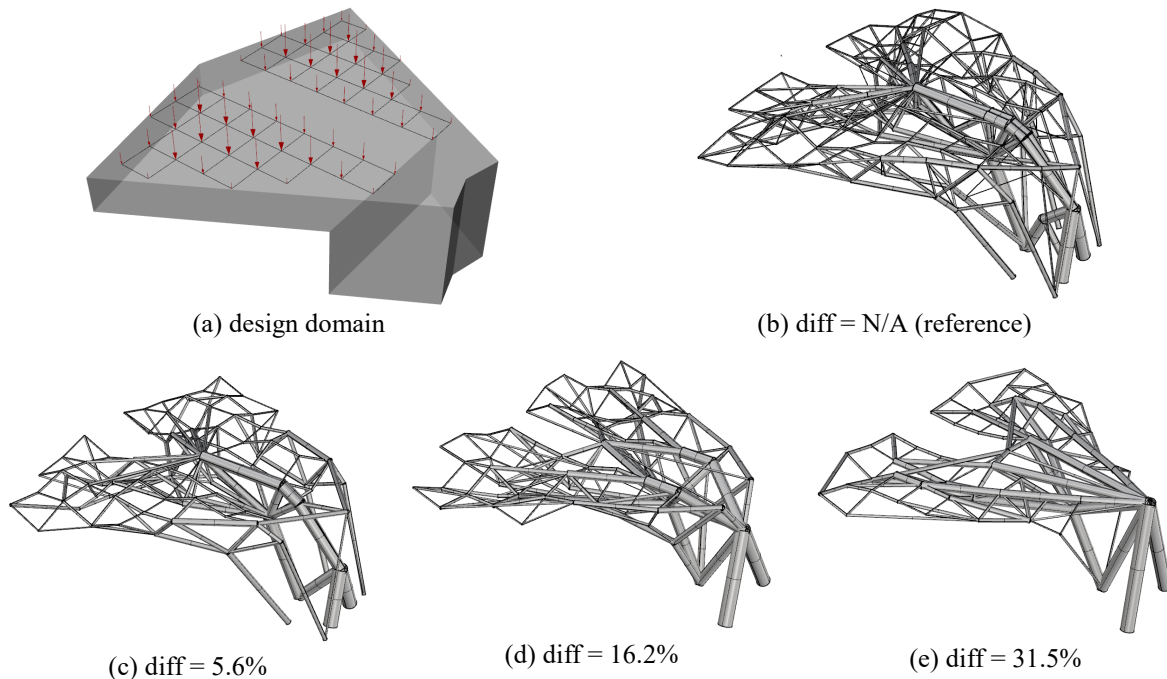 (a) design domain
(b) diff = N/A (reference)
(c) diff = 5.6%
(d) diff = 16.2%
(e) diff = 31.5%